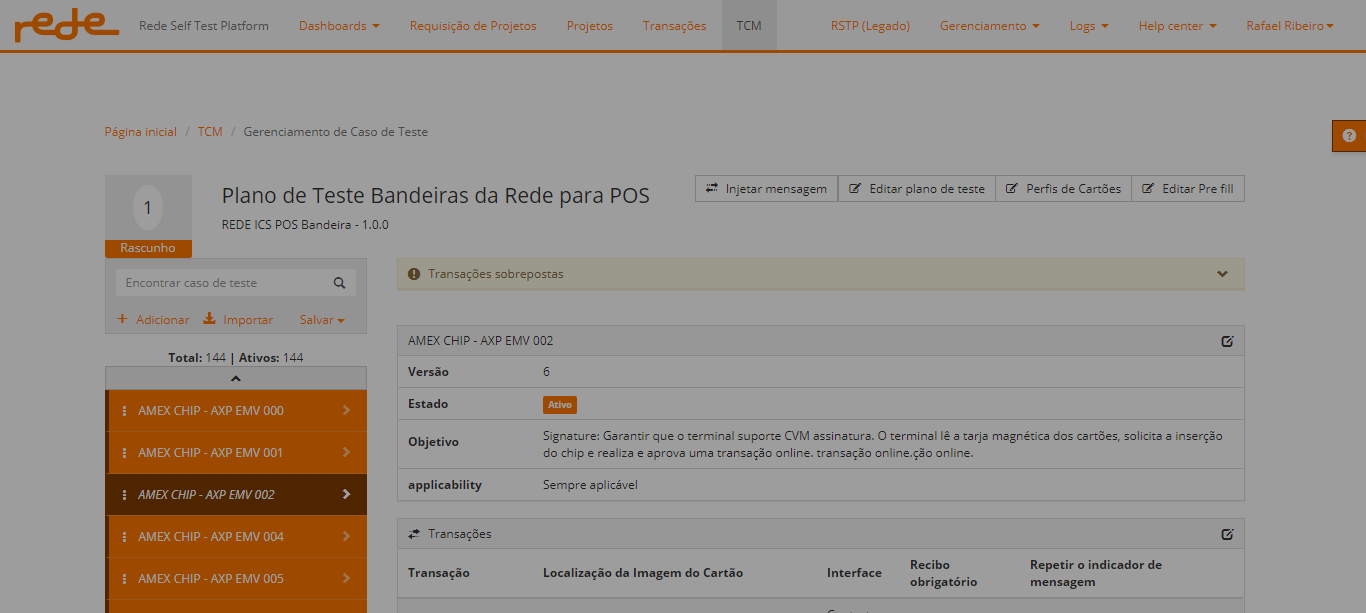 rede Rede Self Test Platform Dashboards Requisição de Projetos Projetos Transações TCM RSTP (Legado) Gerenciamento Logs Help center Rafael Ribeiro
Página inicial / TCM / Gerenciamento de Caso de Teste
1
Rascunho
Plano de Teste Bandeiras da Rede para POS
REDE ICS POS Bandeira - 1.0.0
Injetar mensagem Editar plano de teste Perfis de Cartões Editar Pre fill
Encontrar caso de teste
+ Adicionar Importar Salvar
Total: 144 | Ativos: 144
AMEX CHIP - AXP EMV 000
AMEX CHIP - AXP EMV 001
AMEX CHIP - AXP EMV 002
AMEX CHIP - AXP EMV 004
AMEX CHIP - AXP EMV 005
Transações sobrepostas
AMEX CHIP - AXP EMV 002
Versão 6
Estado Ativo
Objetivo Signature: Garantir que o terminal suporte CVM assinatura. O terminal lê a tarja magnética dos cartões, solicita a inserção
do chip e realiza e aprova uma transação online. transação online.ção online.
applicability Sempre aplicável
Transações
Transação Localização da Imagem do Cartão Interface Recibo
obrigatório Repetir o indicador de
mensagem